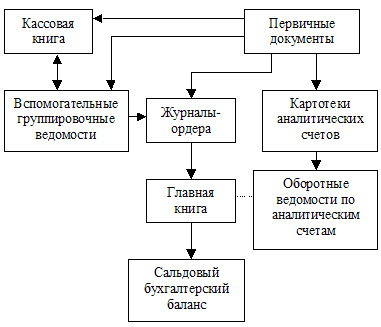 Кассовая
книга
Первичные
документы
Вспомогательные
группировочные
ведомости
Журналы-
ордера
Картотеки
аналитических
счетов
Главная
книга
Оборотные
ведомости по
аналитическим
счетам
Сальдовый
бухгалтерский
баланс